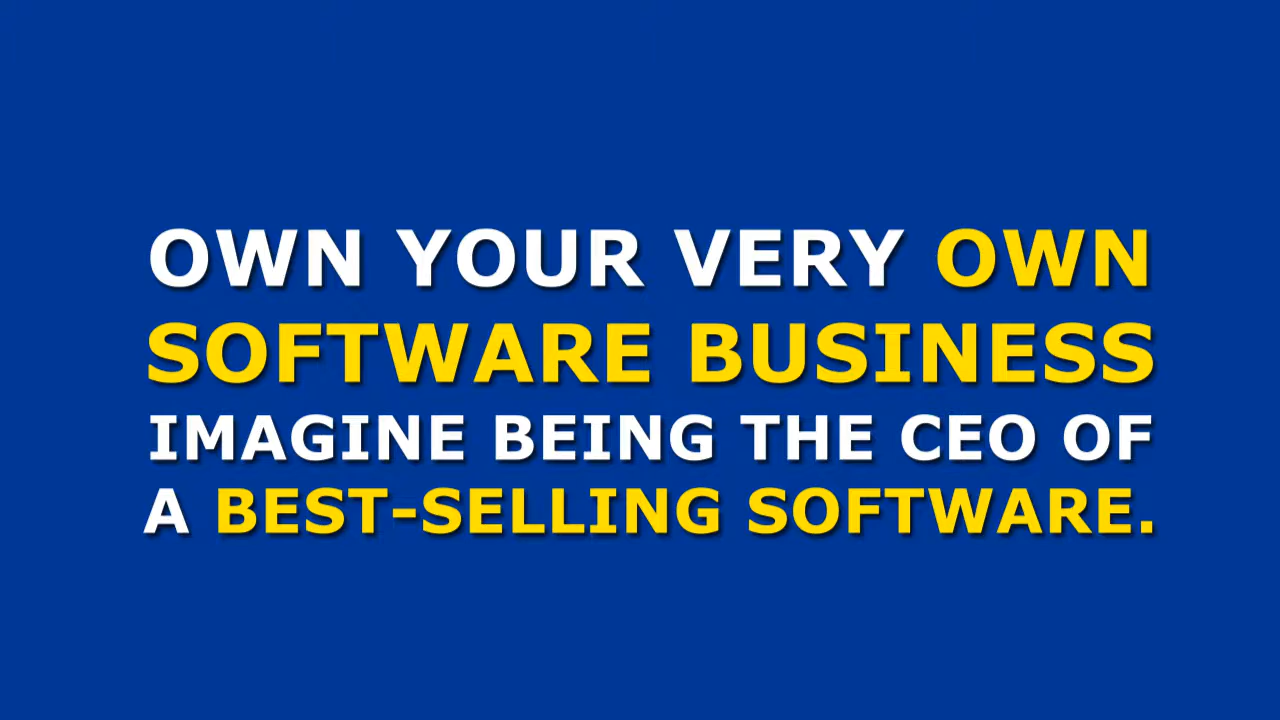 OWN YOUR VERY OWN
SOFTWARE BUSINESS
IMAGINE BEING THE CEO OF
A BEST-SELLING SOFTWARE.